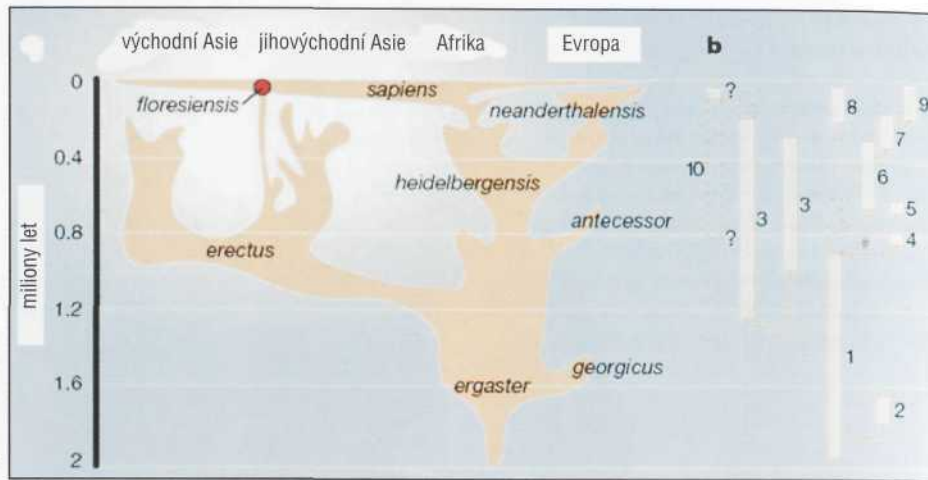 východní Asie jihovýchodní Asie Afrika Evropa b
0
sapiens
?
floresiensis
neanderthalensis
8
9
7
0.4
heidelbergensis
10
6
antecessor
3
3
5
0.8
erectus
?
4
miliony let
1.2
georgicus
1
1.6
ergaster
2
2